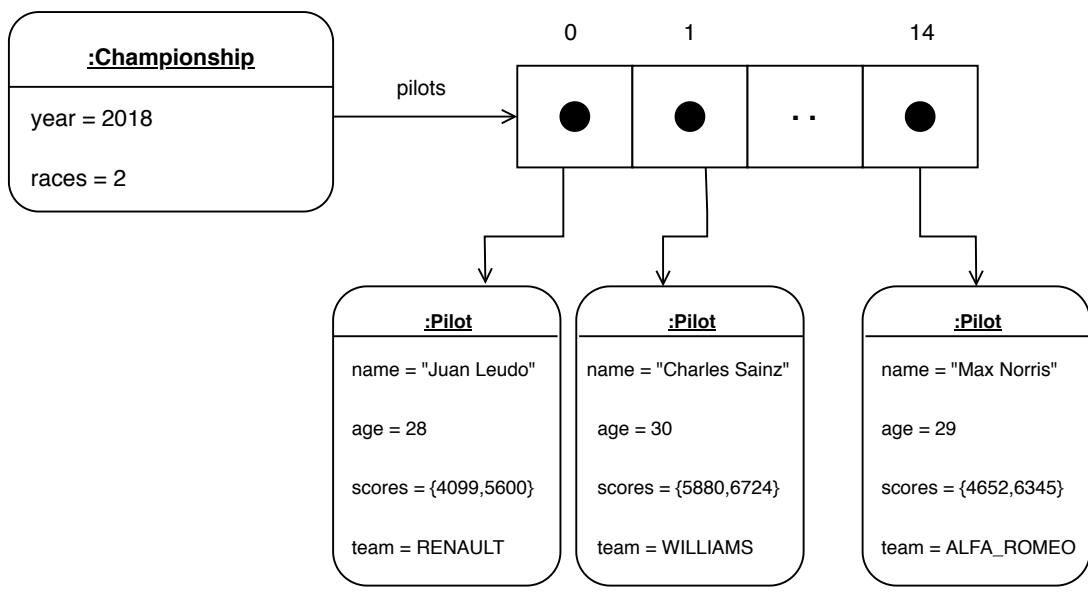 :Championship
year = 2018
races = 2
pilots
0 1 14
. .
:Pilot
name = "Juan Leudo"
age = 28
scores = {4099,5600}
team = RENAULT
:Pilot
name = "Charles Sainz"
age = 30
scores = {5880,6724}
team = WILLIAMS
:Pilot
name = "Max Norris"
age = 29
scores = {4652,6345}
team = ALFA_ROMEO